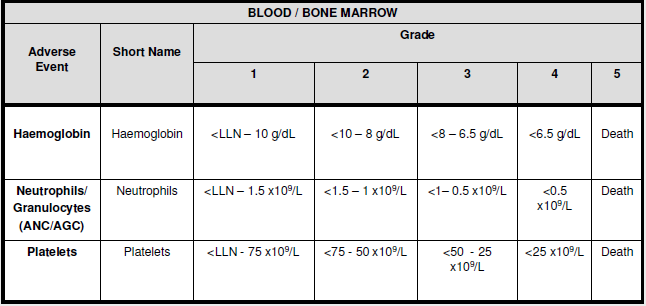 BLOOD / BONE MARROW
Adverse Event Short Name Grade
1 2 3 4 5
Haemoglobin Haemoglobin <LLN – 10 g/dL <10 – 8 g/dL <8 – 6.5 g/dL <6.5 g/dL Death
Neutrophils/ Granulocytes (ANC/AGC) Neutrophils <LLN – 1.5 x10⁹/L <1.5 – 1 x10⁹/L <1– 0.5 x10⁹/L <0.5 x10⁹/L Death
Platelets Platelets <LLN - 75 x10⁹/L <75 - 50 x10⁹/L <50 - 25 x10⁹/L <25 x10⁹/L Death